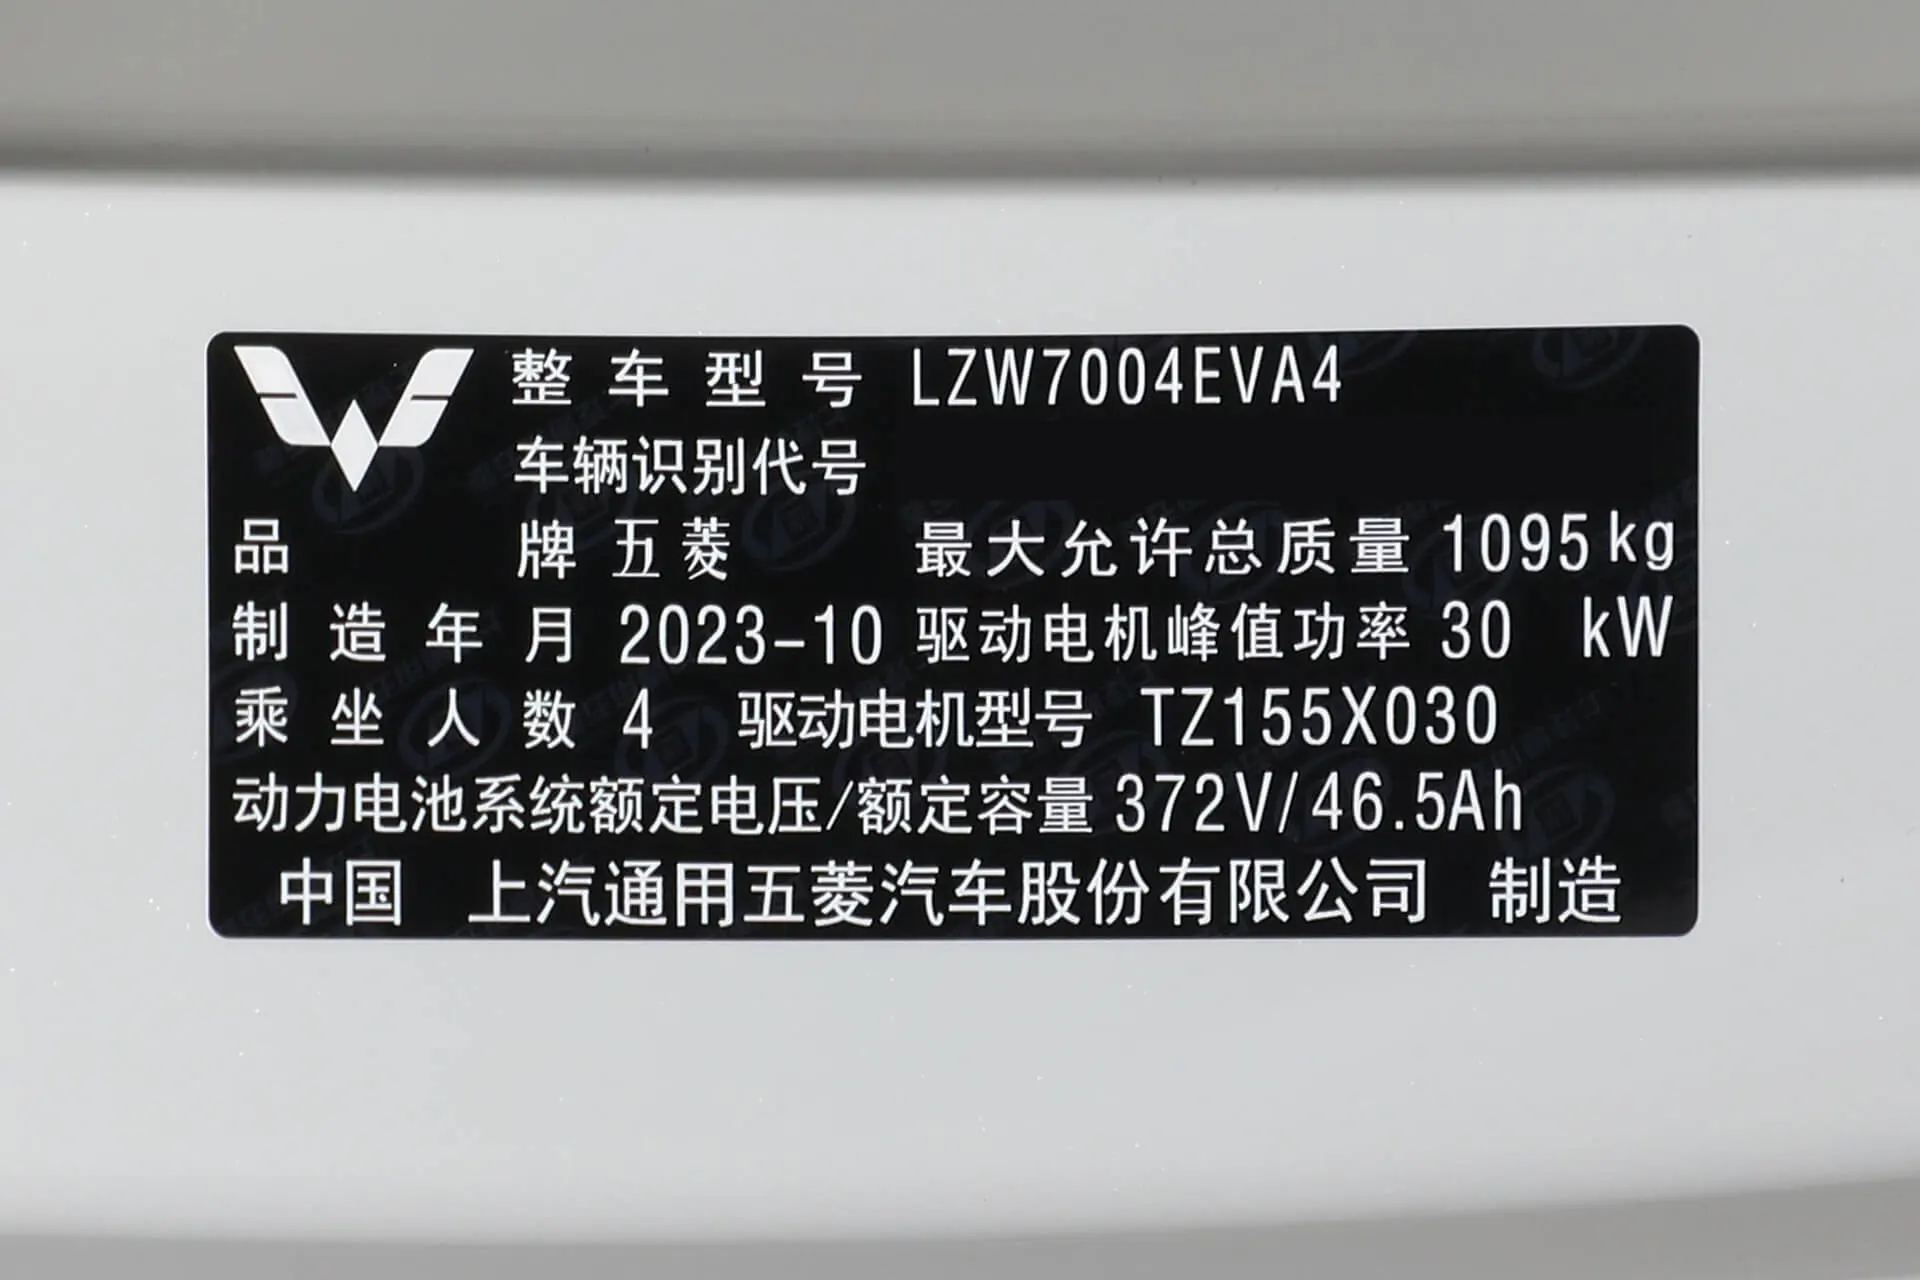 整车型号 LZW7004EVA4
车辆识别代号
品牌 五菱 最大允许总质量 1095kg
制造年月 2023-10 驱动电机峰值功率 30 kW
乘坐人数 4 驱动电机型号 TZ155X030
动力电池系统额定电压/额定容量 372V/46.5Ah
中国 上汽通用五菱汽车股份有限公司 制造